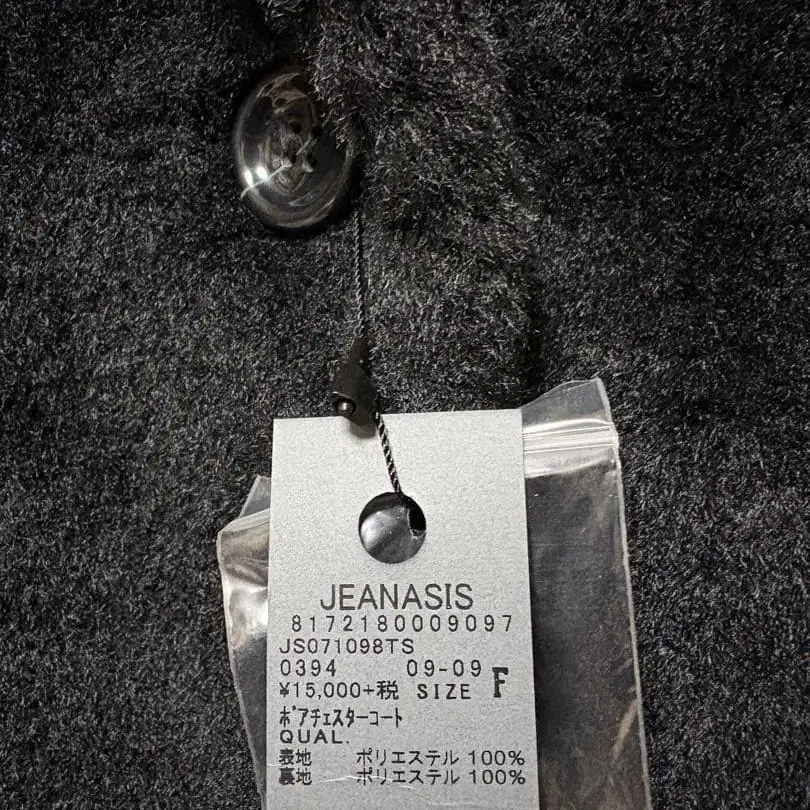 JEANASIS
8172180009097
JS071098TS
0394 09-09
¥15,000+税 SIZE F
ﾎﾞｱﾁｪｽﾀｰｺｰﾄ
QUAL.
表地 ポリエステル 100%
裏地 ポリエステル 100%